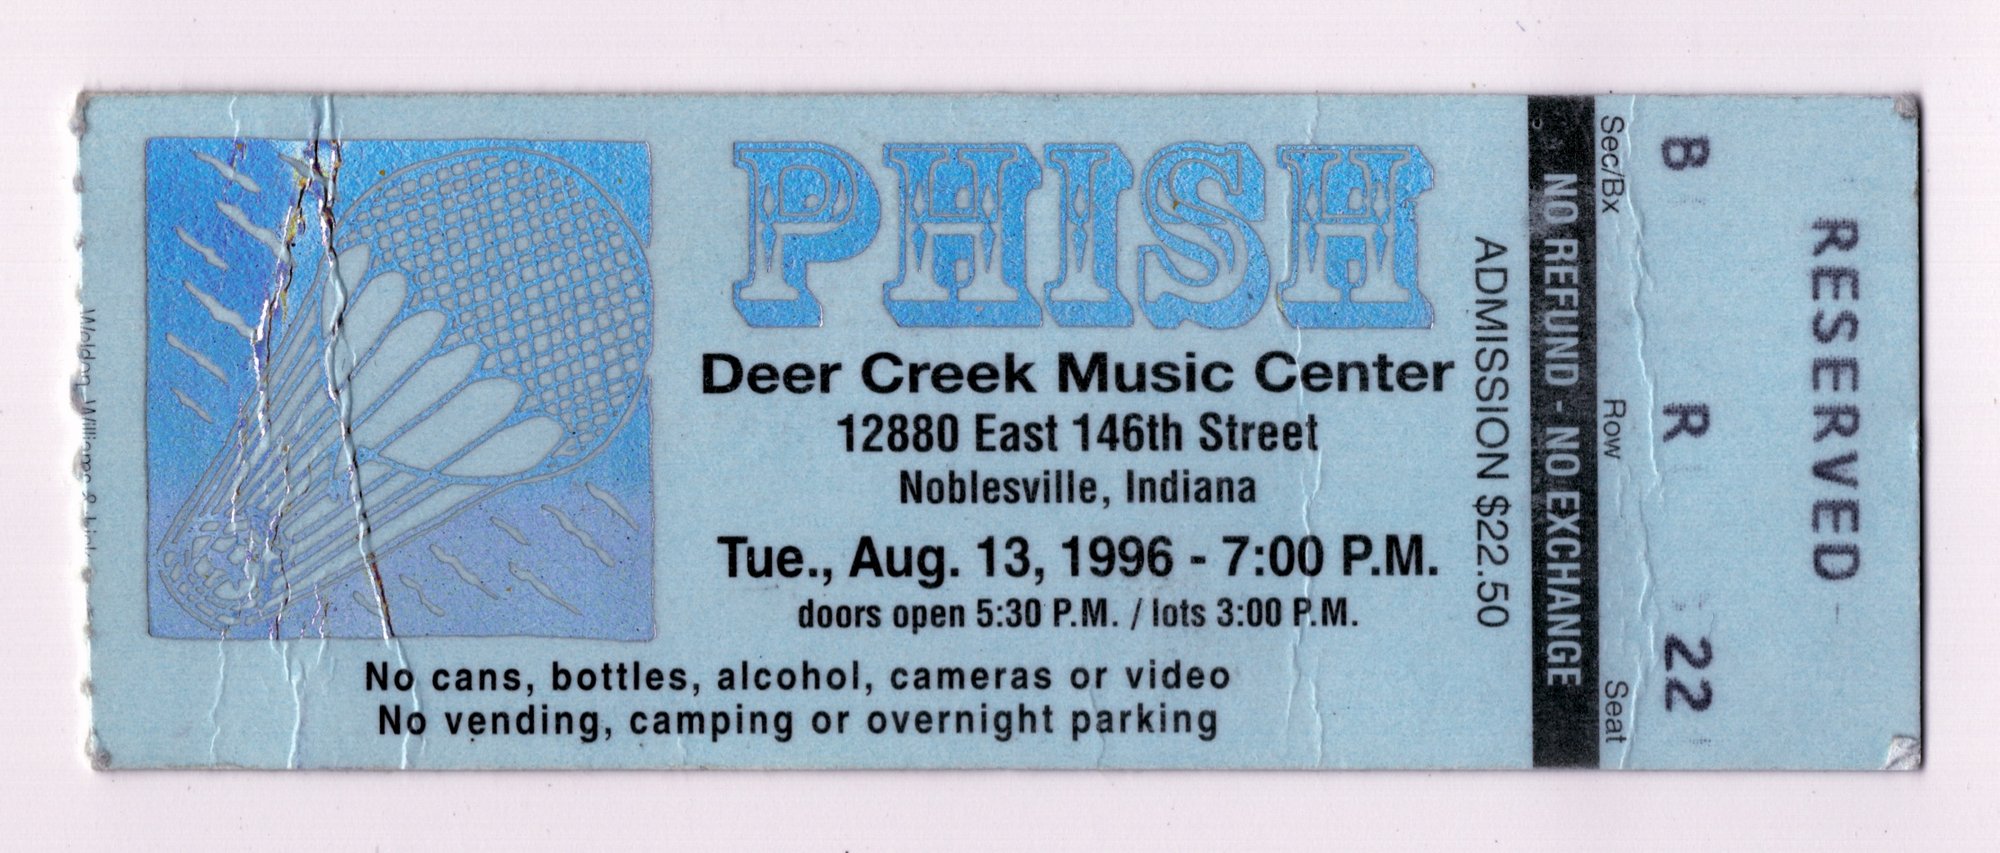 PHISH
Deer Creek Music Center
12880 East 146th Street
Noblesville, Indiana
Tue., Aug. 13, 1996 - 7:00 P.M.
doors open 5:30 P.M. / lots 3:00 P.M.
No cans, bottles, alcohol, cameras or video
No vending, camping or overnight parking
ADMISSION $22.50
NO REFUND - NO EXCHANGE
Sec/Bx Row Seat
B R 22
RESERVED
Weldon, Williams &